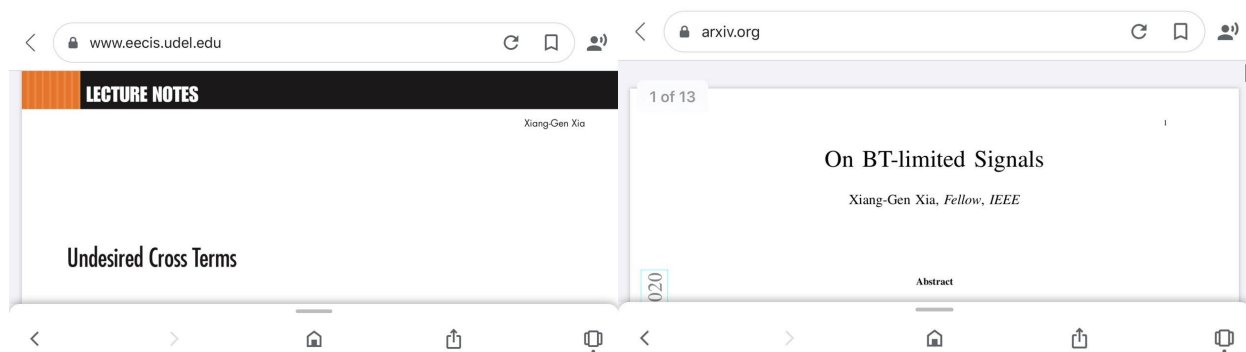 www.eecis.udel.edu
LECTURE NOTES
Xiang-Gen Xia
Undesired Cross Terms
arxiv.org
1 of 13
1
On BT-limited Signals
Xiang-Gen Xia, Fellow, IEEE
Abstract
020